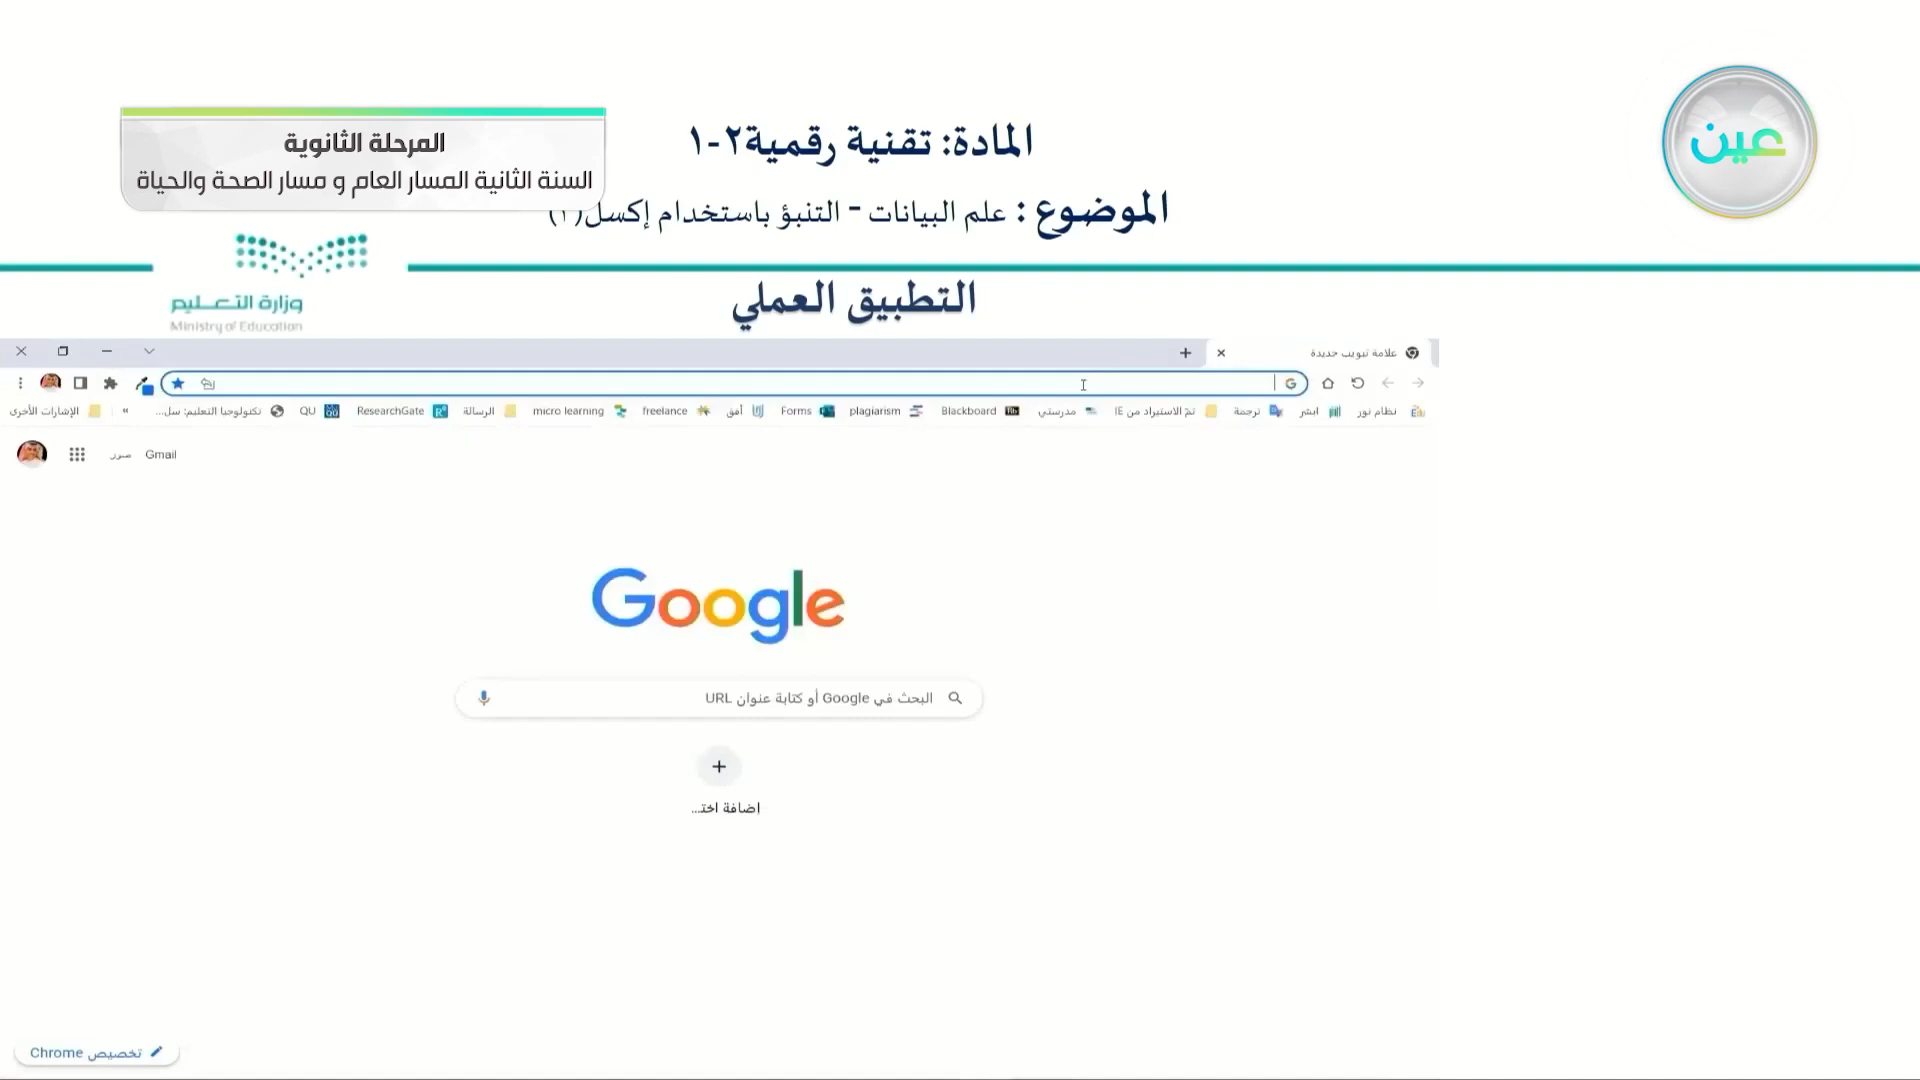 المادة: تقنية رقمية٢-١
عين
المرحلة الثانوية
السنة الثانية المسار العام و مسار الصحة والحياة
الموضوع : علم البيانات - التنبؤ باستخدام إكسل
وزارة التعليم
Ministry of Education
التطبيق العملي
علامة تبويب جديدة
نظام نور
ابشر
ترجمة
تمّ الاستيراد من IE
مدرستي
Blackboard
plagiarism
Forms
أفق
freelance
micro learning
الرسالة
ResearchGate
QU
تكنولوجيا التعليم: سل...
الإشارات الأخرى
Gmail
صور
Google
البحث في Google أو كتابة عنوان URL
إضافة اخت...
تخصيص Chrome